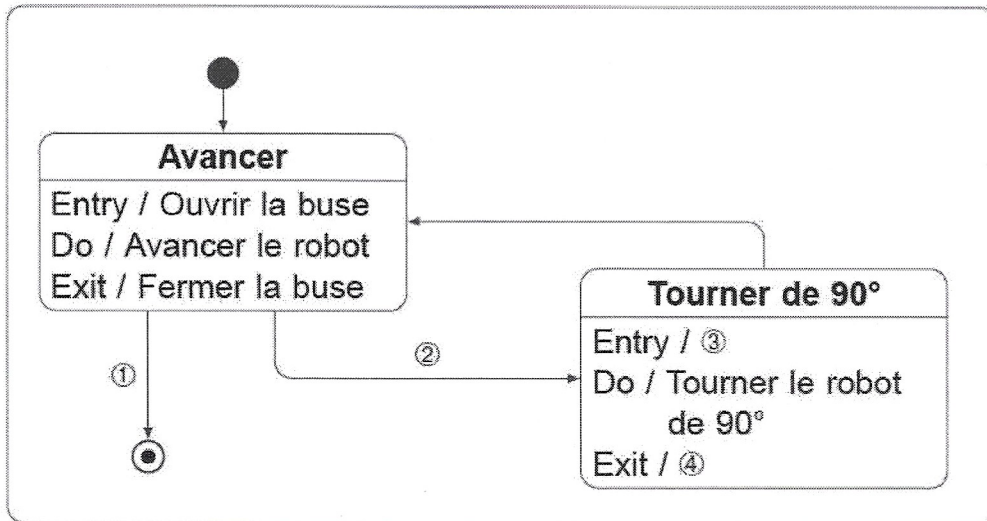 Avancer
Entry / Ouvrir la buse
Do / Avancer le robot
Exit / Fermer la buse
Tourner de 90°
Entry / ③
Do / Tourner le robot
de 90°
Exit / ④
①
②